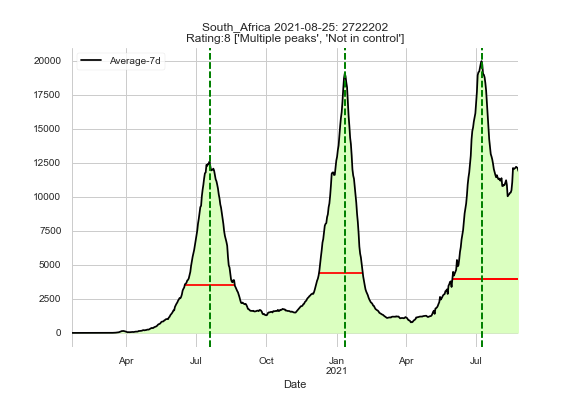 South_Africa 2021-08-25: 2722202
Rating:8 ['Multiple peaks', 'Not in control']
Average-7d
20000
17500
15000
12500
10000
7500
5000
2500
0
Apr
Jul
Oct
Jan
2021
Apr
Jul
Date